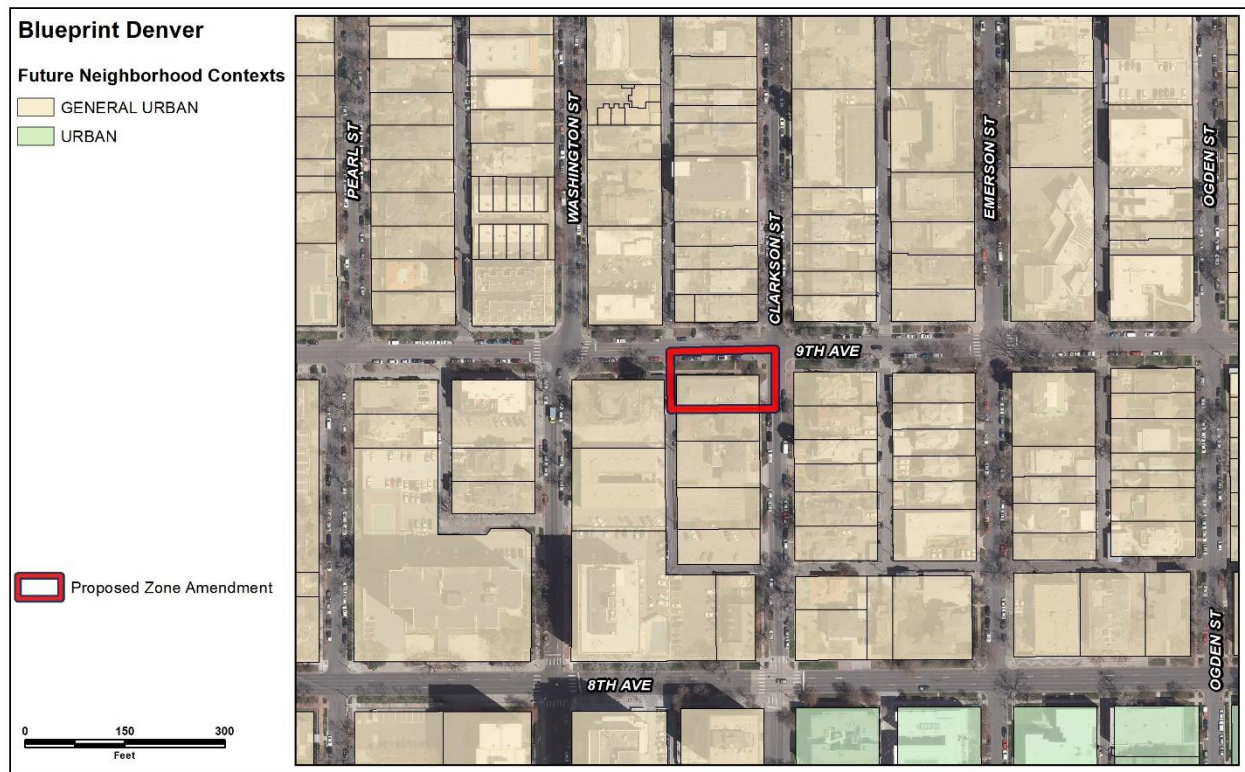 Blueprint Denver
Future Neighborhood Contexts
GENERAL URBAN
URBAN
Proposed Zone Amendment
0 150 300
Feet
PEARL ST
WASHINGTON ST
CLARKSON ST
EMERSON ST
OGDEN ST
9TH AVE
8TH AVE
OGDEN ST